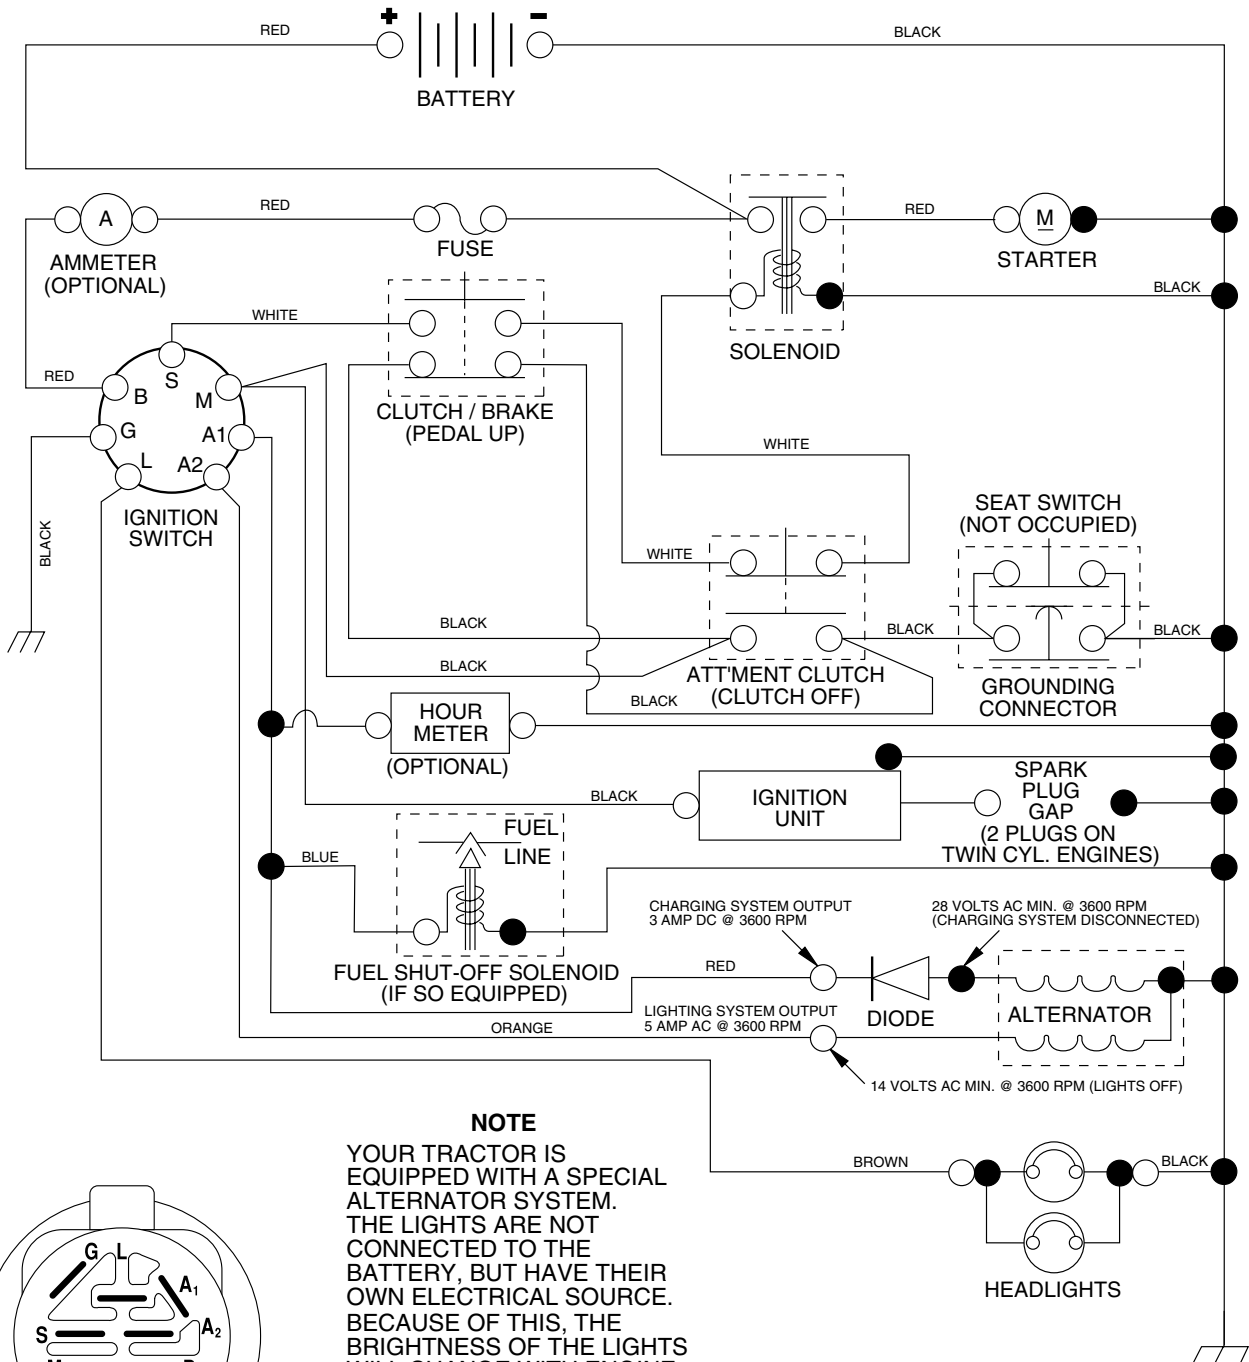 + -
RED
BLACK
BATTERY
A
RED
FUSE
RED
M
AMMETER
(OPTIONAL)
STARTER
WHITE
BLACK
SOLENOID
RED
S
B
M
G
A1
L
A2
CLUTCH / BRAKE
(PEDAL UP)
WHITE
IGNITION
SWITCH
BLACK
SEAT SWITCH
(NOT OCCUPIED)
WHITE
BLACK
BLACK
BLACK
BLACK
ATT'MENT CLUTCH
(CLUTCH OFF)
BLACK
GROUNDING
CONNECTOR
HOUR
METER
(OPTIONAL)
BLACK
IGNITION
UNIT
SPARK
PLUG
GAP
(2 PLUGS ON
TWIN CYL. ENGINES)
BLUE
FUEL
LINE
FUEL SHUT-OFF SOLENOID
(IF SO EQUIPPED)
CHARGING SYSTEM OUTPUT
3 AMP DC @ 3600 RPM
28 VOLTS AC MIN. @ 3600 RPM
(CHARGING SYSTEM DISCONNECTED)
RED
DIODE
ALTERNATOR
LIGHTING SYSTEM OUTPUT
5 AMP AC @ 3600 RPM
ORANGE
14 VOLTS AC MIN. @ 3600 RPM (LIGHTS OFF)
BROWN
BLACK
HEADLIGHTS
NOTE
YOUR TRACTOR IS
EQUIPPED WITH A SPECIAL
ALTERNATOR SYSTEM.
THE LIGHTS ARE NOT
CONNECTED TO THE
BATTERY, BUT HAVE THEIR
OWN ELECTRICAL SOURCE.
BECAUSE OF THIS, THE
BRIGHTNESS OF THE LIGHTS
WILL CHANGE WITH ENGINE
G L
A1
A2
S
M B